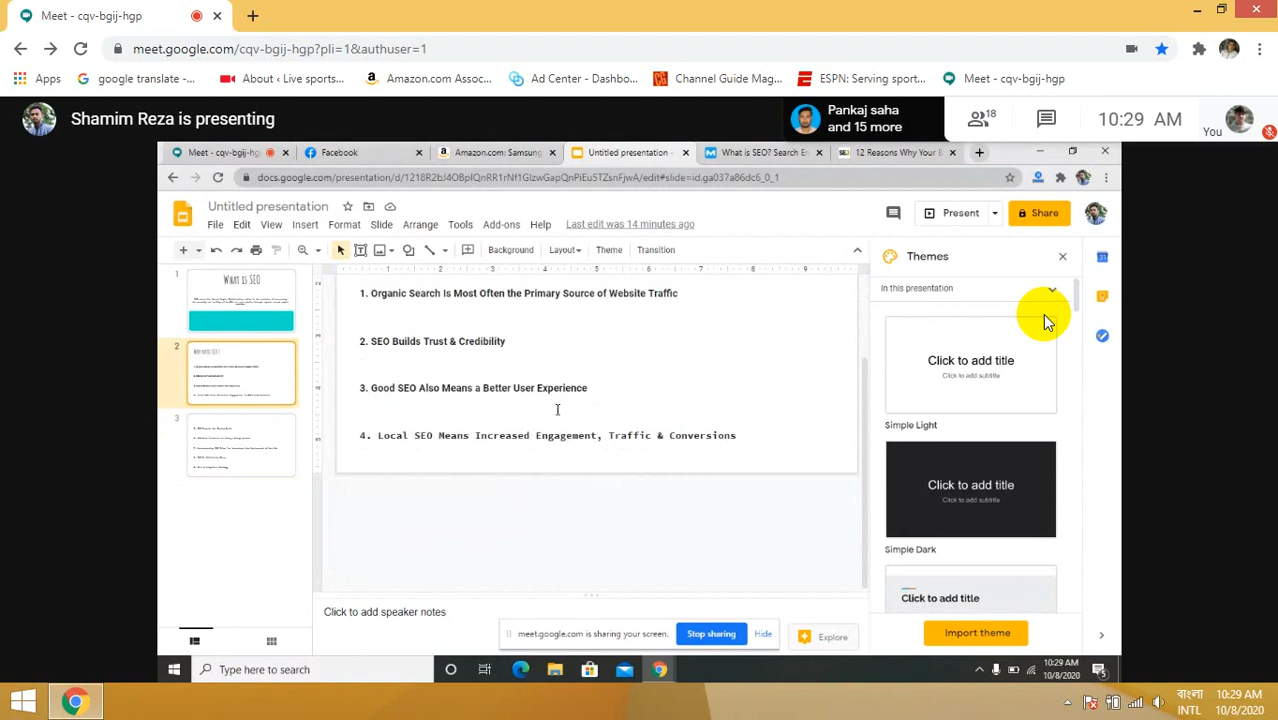 Meet - cqv-bgij-hgp
meet.google.com/cqv-bgij-hgp?pli=1&authuser=1
Apps
google translate -...
About ‹ Live sports...
Amazon.com Assoc...
Ad Center - Dashbo...
Channel Guide Mag...
ESPN: Serving sport...
Meet - cqv-bgij-hgp
Shamim Reza is presenting
Pankaj saha
and 15 more
18
10:29 AM
You
Meet - cqv-bgij-hg
Facebook
Amazon.com: Samsung
Untitled presentation -
What is SEO? Search En
12 Reasons Why Your B
docs.google.com/presentation/d/1218R2bJ4OBpIQnRR1rNf1GlzwGapQnPiEu5TZsnFjwA/edit#slide=id.ga037a86dc6_0_1
Untitled presentation
File Edit View Insert Format Slide Arrange Tools Add-ons Help Last edit was 14 minutes ago
Present
Share
Background Layout Theme Transition
Themes
In this presentation
1
What is SEO
2
Why needs SEO ?
3
1. Organic Search Is Most Often the Primary Source of Website Traffic
2. SEO Builds Trust & Credibility
3. Good SEO Also Means a Better User Experience
4. Local SEO Means Increased Engagement, Traffic & Conversions
Click to add title
Click to add subtitle
Simple Light
Click to add title
Click to add subtitle
Simple Dark
Click to add title
Import theme
Click to add speaker notes
meet.google.com is sharing your screen.
Stop sharing
Hide
Explore
Type here to search
10:29 AM
10/8/2020
বাংলা
INTL
10:29 AM
10/8/2020